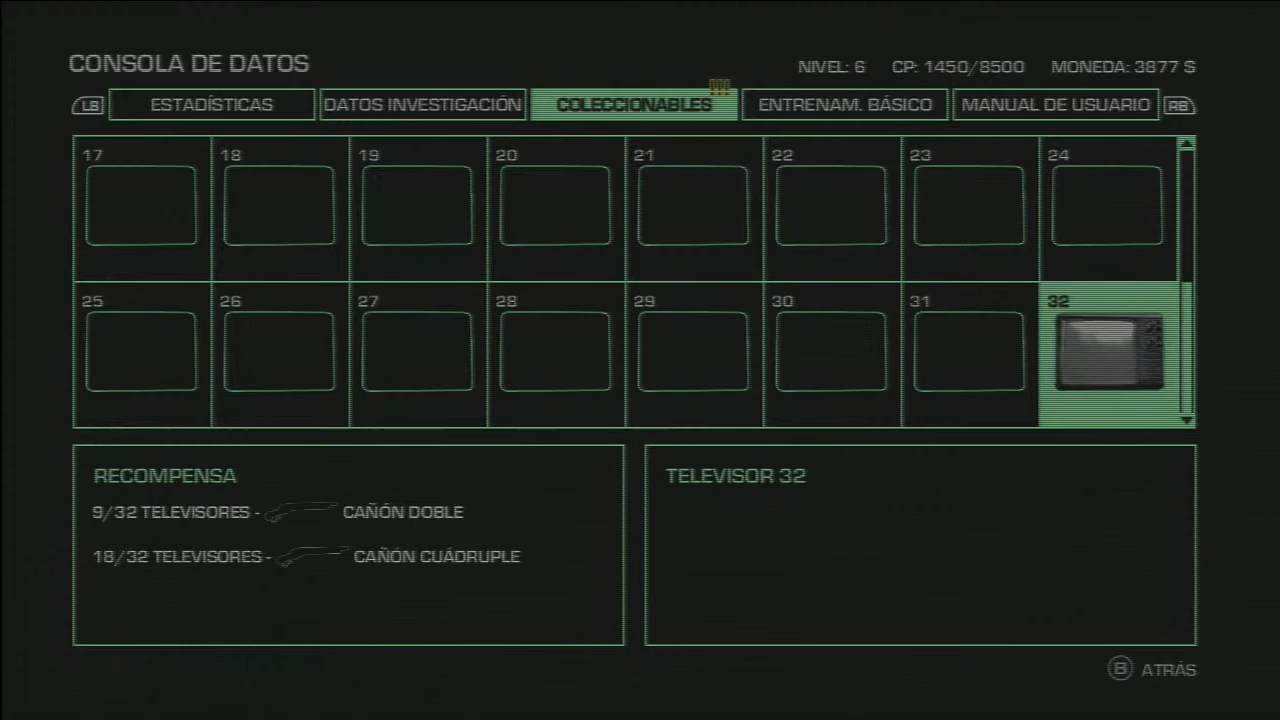 CONSOLA DE DATOS
NIVEL: 6 CP: 1450/8500 MONEDA: 3877 $
LB ESTADÍSTICAS DATOS INVESTIGACIÓN COLECCIONABLES !!! ENTRENAM. BÁSICO MANUAL DE USUARIO RB
17 18 19 20 21 22 23 24
25 26 27 28 29 30 31 32
RECOMPENSA
9/32 TELEVISORES - CAÑÓN DOBLE
18/32 TELEVISORES - CAÑÓN CUÁDRUPLE
TELEVISOR 32
B ATRÁS